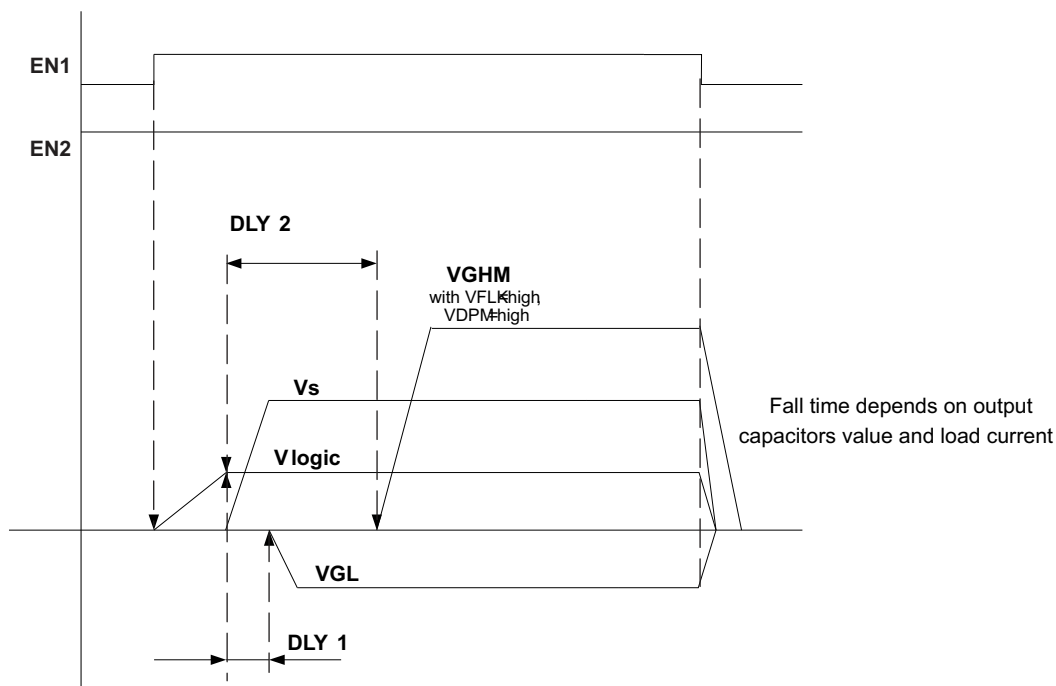 EN1
EN2
DLY 2
VGHM
with VFLK=high,
VDPM=high
Vs
Vlogic
Fall time depends on output
capacitors value and load current
VGL
DLY 1